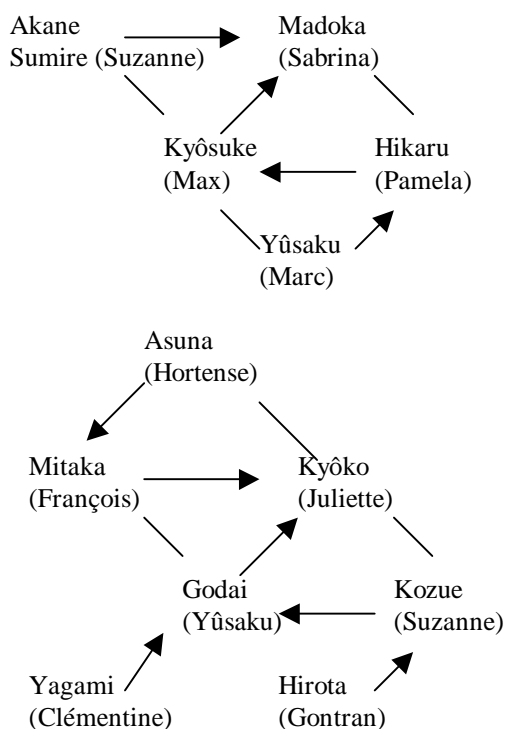 Akane
Sumire (Suzanne)
Madoka
(Sabrina)
Kyôsuke
(Max)
Hikaru
(Pamela)
Yûsaku
(Marc)
Asuna
(Hortense)
Mitaka
(François)
Kyôko
(Juliette)
Godai
(Yûsaku)
Kozue
(Suzanne)
Yagami
(Clémentine)
Hirota
(Gontran)